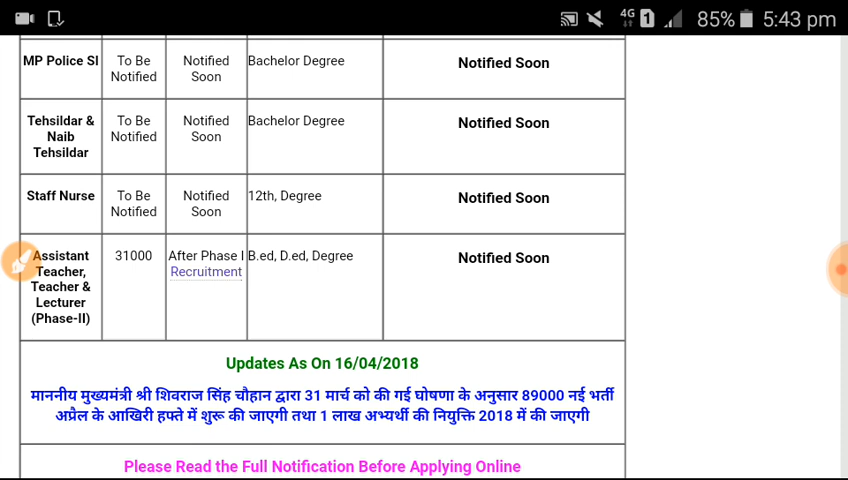 4G 1 85% 5:43 pm
MP Police SI To Be Notified Soon Bachelor Degree Notified Soon
Notified
Tehsildar & To Be Notified Bachelor Degree Notified Soon
Naib Notified Soon
Tehsildar
Staff Nurse To Be Notified 12th, Degree Notified Soon
Notified Soon
Assistant 31000 After Phase I B.ed, D.ed, Degree Notified Soon
Teacher, Recruitment
Teacher &
Lecturer
(Phase-II)
Updates As On 16/04/2018
माननीय मुख्यमंत्री श्री शिवराज सिंह चौहान द्वारा 31 मार्च को की गई घोषणा के अनुसार 89000 नई भर्ती
अप्रैल के आखिरी हफ्ते में शुरू की जाएगी तथा 1 लाख अभ्यर्थी की नियुक्ति 2018 में की जाएगी
Please Read the Full Notification Before Applying Online